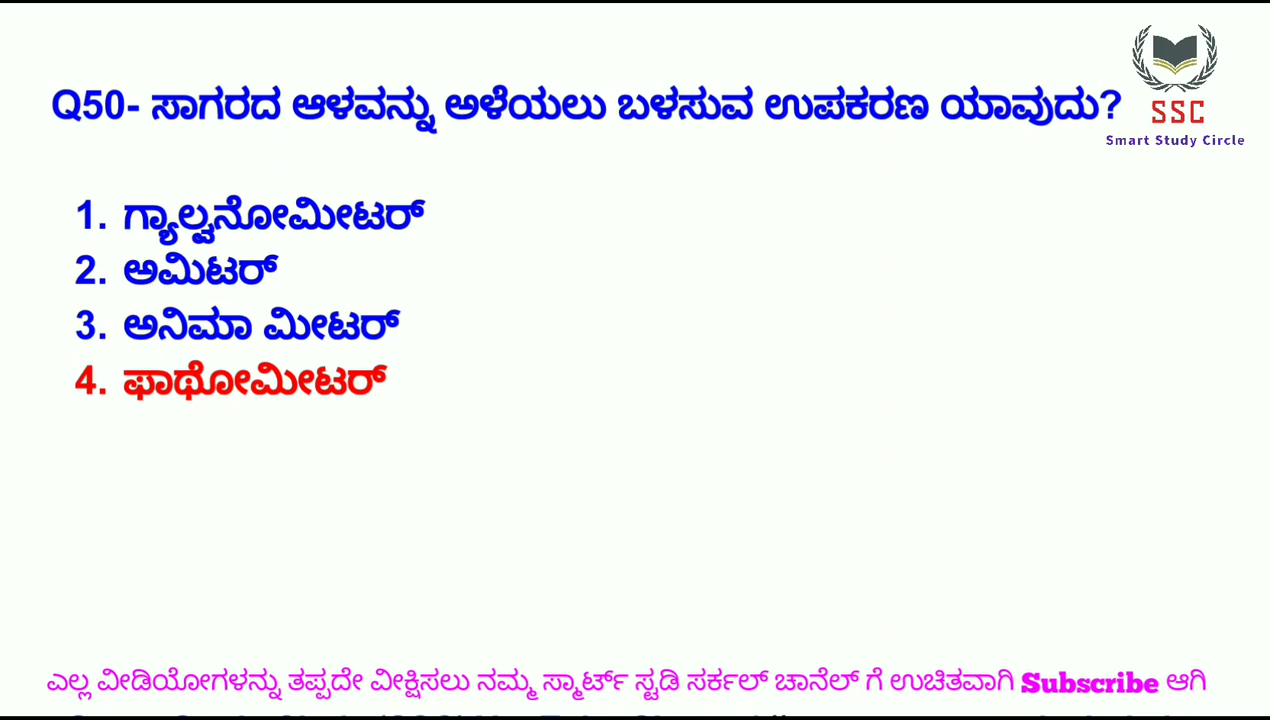 Q50- ಸಾಗರದ ಆಳವನ್ನು ಅಳೆಯಲು ಬಳಸುವ ಉಪಕರಣ ಯಾವುದು?
SSC
Smart Study Circle
1. ಗ್ಯಾಲ್ವನೋಮೀಟರ್
2. ಅಮಿಟರ್
3. ಅನಿಮಾ ಮೀಟರ್
4. ಫಾಥೋಮೀಟರ್
ಎಲ್ಲ ವೀಡಿಯೋಗಳನ್ನು ತಪ್ಪದೇ ವೀಕ್ಷಿಸಲು ನಮ್ಮ ಸ್ಮಾರ್ಟ್ ಸ್ಟಡಿ ಸರ್ಕಲ್ ಚಾನೆಲ್ ಗೆ ಉಚಿತವಾಗಿ Subscribe ಆಗಿ